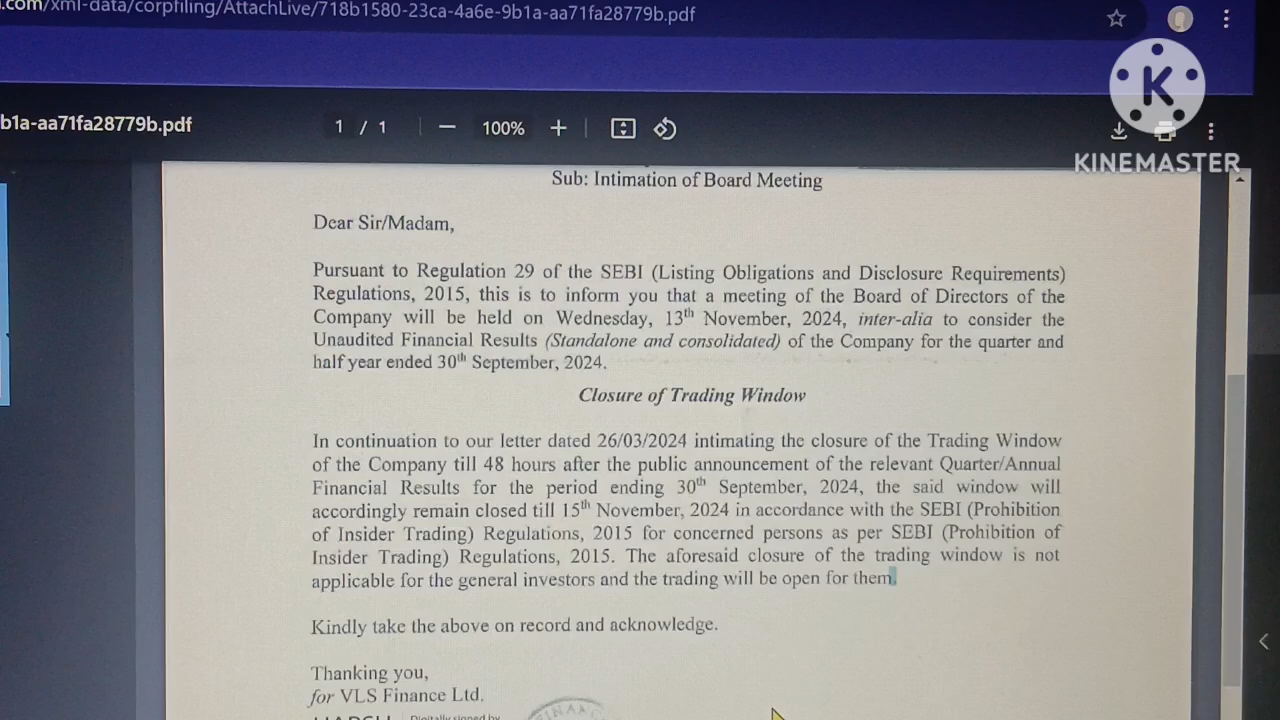 .com/xml-data/corpfiling/AttachLive/718b1580-23ca-4a6e-9b1a-aa71fa28779b.pdf
b1a-aa71fa28779b.pdf
1 / 1
100%
KINEMASTER
Sub: Intimation of Board Meeting
Dear Sir/Madam,
Pursuant to Regulation 29 of the SEBI (Listing Obligations and Disclosure Requirements)
Regulations, 2015, this is to inform you that a meeting of the Board of Directors of the
Company will be held on Wednesday, 13th November, 2024, inter-alia to consider the
Unaudited Financial Results (Standalone and consolidated) of the Company for the quarter and
half year ended 30th September, 2024.
Closure of Trading Window
In continuation to our letter dated 26/03/2024 intimating the closure of the Trading Window
of the Company till 48 hours after the public announcement of the relevant Quarter/Annual
Financial Results for the period ending 30th September, 2024, the said window will
accordingly remain closed till 15th November, 2024 in accordance with the SEBI (Prohibition
of Insider Trading) Regulations, 2015 for concerned persons as per SEBI (Prohibition of
Insider Trading) Regulations, 2015. The aforesaid closure of the trading window is not
applicable for the general investors and the trading will be open for them.
Kindly take the above on record and acknowledge.
Thanking you,
for VLS Finance Ltd.
HARSH Digitally signed by